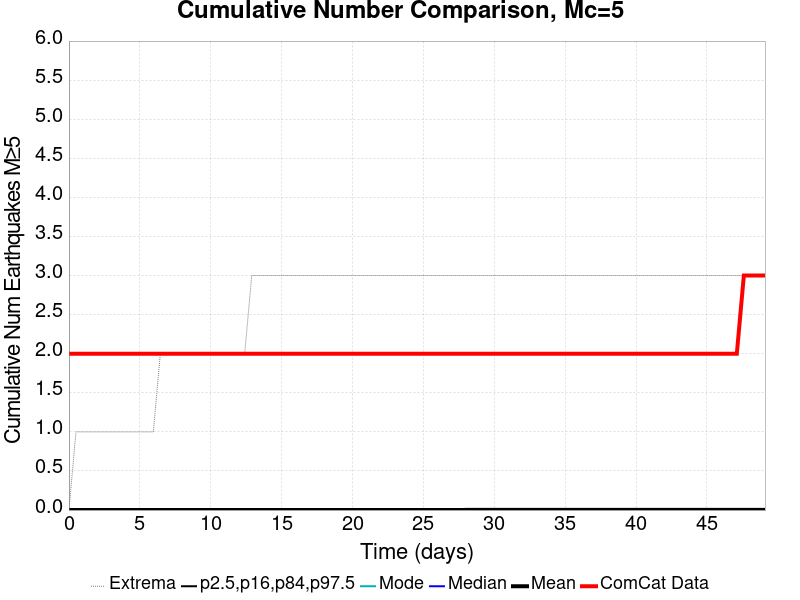 Cumulative Number Comparison, Mc=5
Cumulative Num Earthquakes M≥5
6.0
5.5
5.0
4.5
4.0
3.5
3.0
2.5
2.0
1.5
1.0
0.5
0.0
0 5 10 15 20 25 30 35 40 45
Time (days)
Extrema p2.5,p16,p84,p97.5 Mode Median Mean ComCat Data